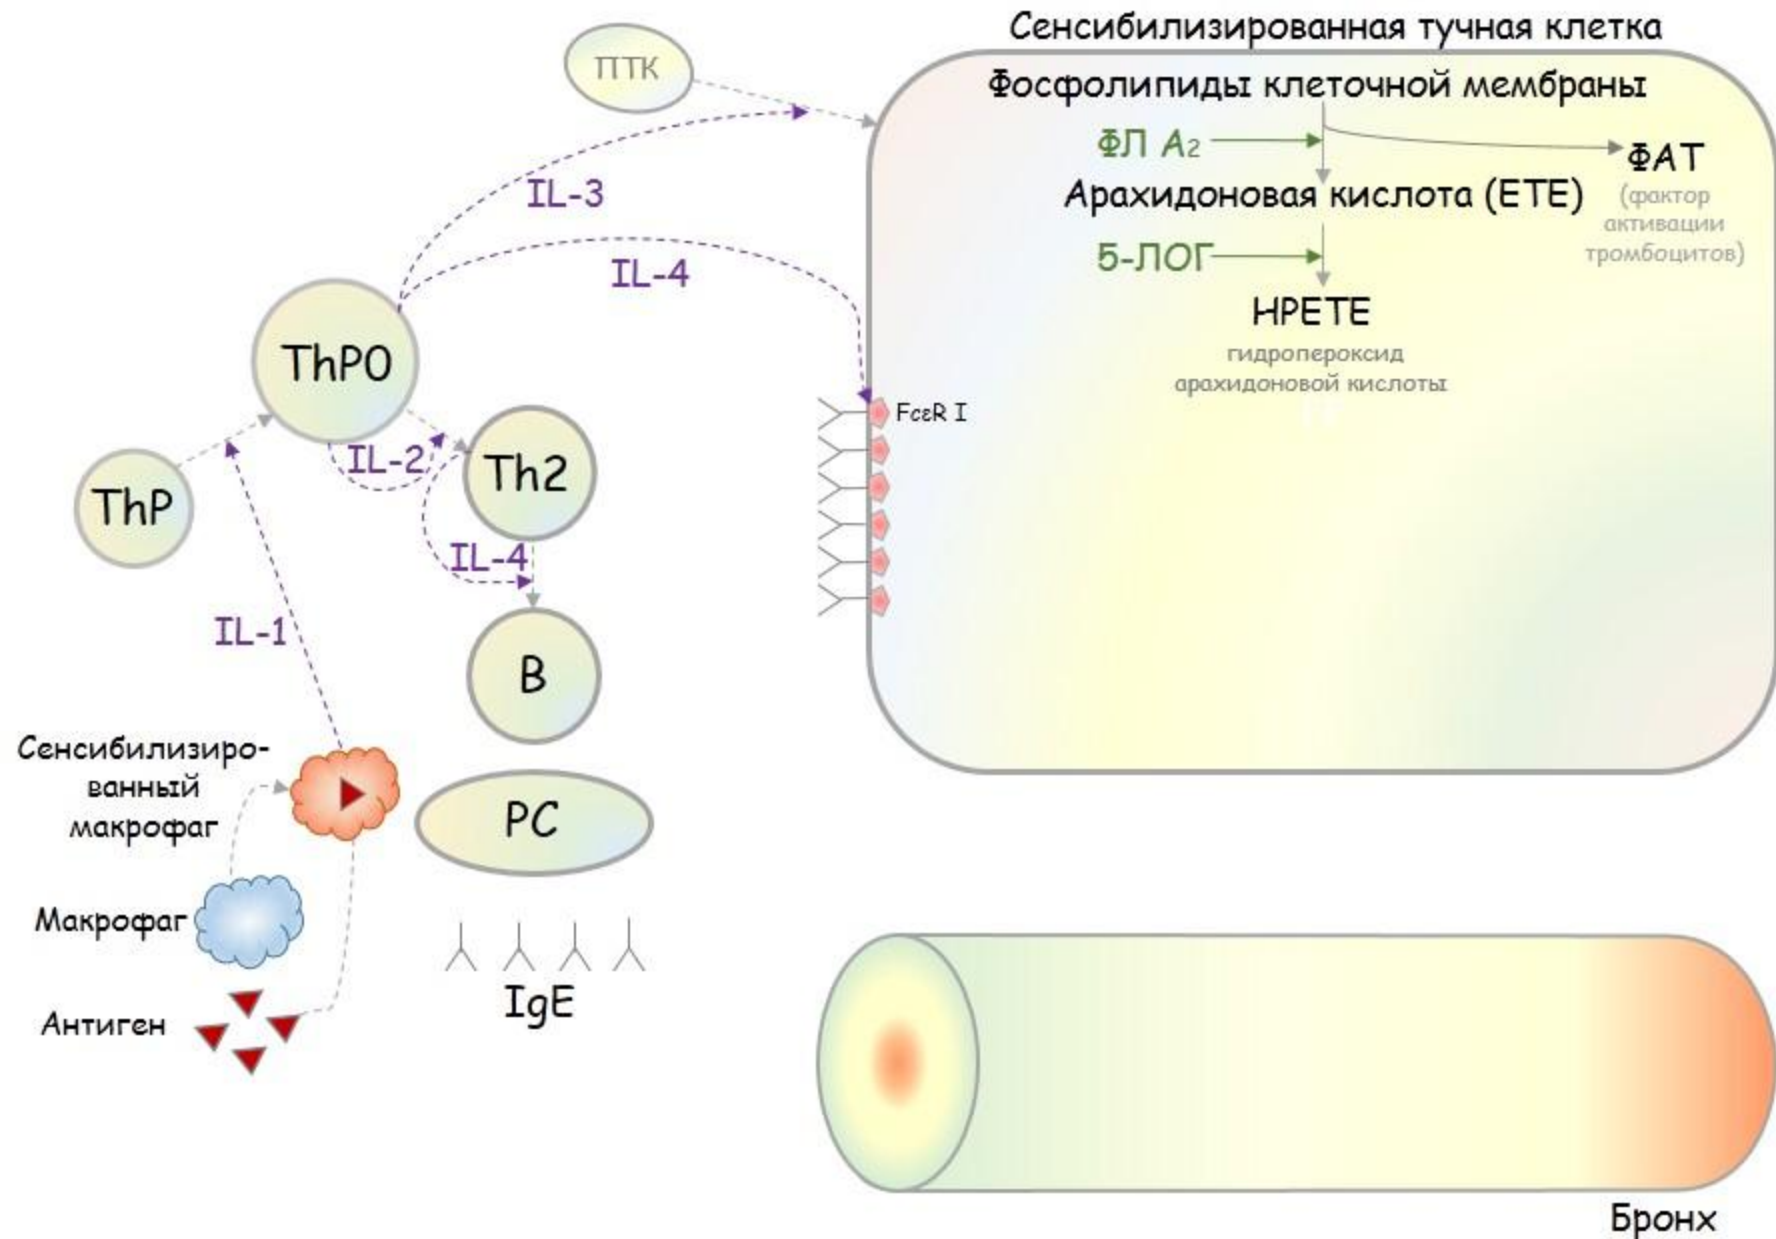 Сенсибилизированная тучная клетка
ПТК
Фосфолипиды клеточной мембраны
ФЛ А2
ФАТ
(фактор
активации
тромбоцитов)
Арахидоновая кислота (ЕТЕ)
IL-3
IL-4
5-ЛОГ
HPETE
гидропероксид
арахидоновой кислоты
FcεR I
ThP0
IL-2
Th2
ThP
IL-4
IL-1
B
Сенсибилизиро-
ванный
макрофаг
PC
Макрофаг
IgE
Антиген
Бронх